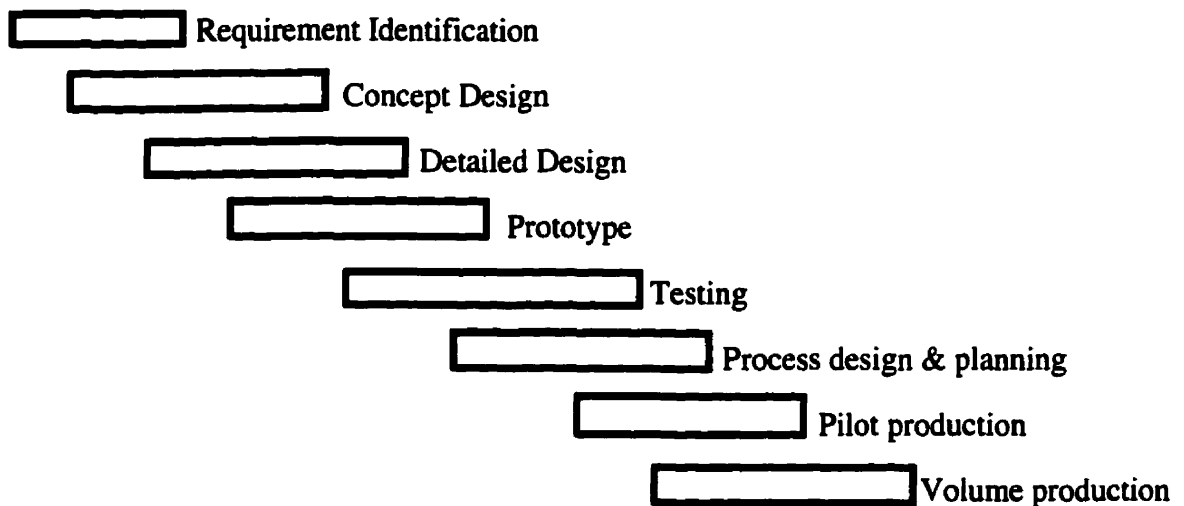 Requirement Identification
Concept Design
Detailed Design
Prototype
Testing
Process design & planning
Pilot production
Volume production